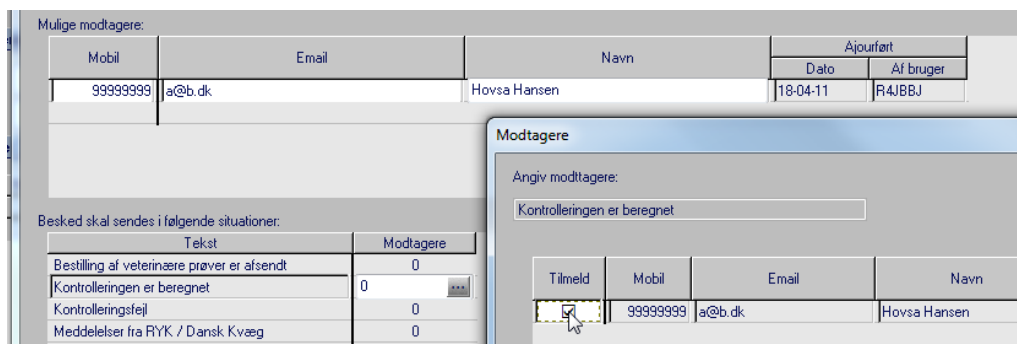 Mulige modtagere:
Mobil Email Navn Ajourført
Dato Af bruger
99999999 a@b.dk Hovsa Hansen 18-04-11 R4JBBJ
Modtagere
Angiv modttagere:
Kontrolleringen er beregnet
Besked skal sendes i følgende situationer:
Tekst Modtagere
Bestilling af veterinære prøver er afsendt 0
Kontrolleringen er beregnet 0 ...
Kontrolleringsfejl 0
Meddelelser fra RYK / Dansk Kvæg 0
Tilmeld Mobil Email Navn
99999999 a@b.dk Hovsa Hansen